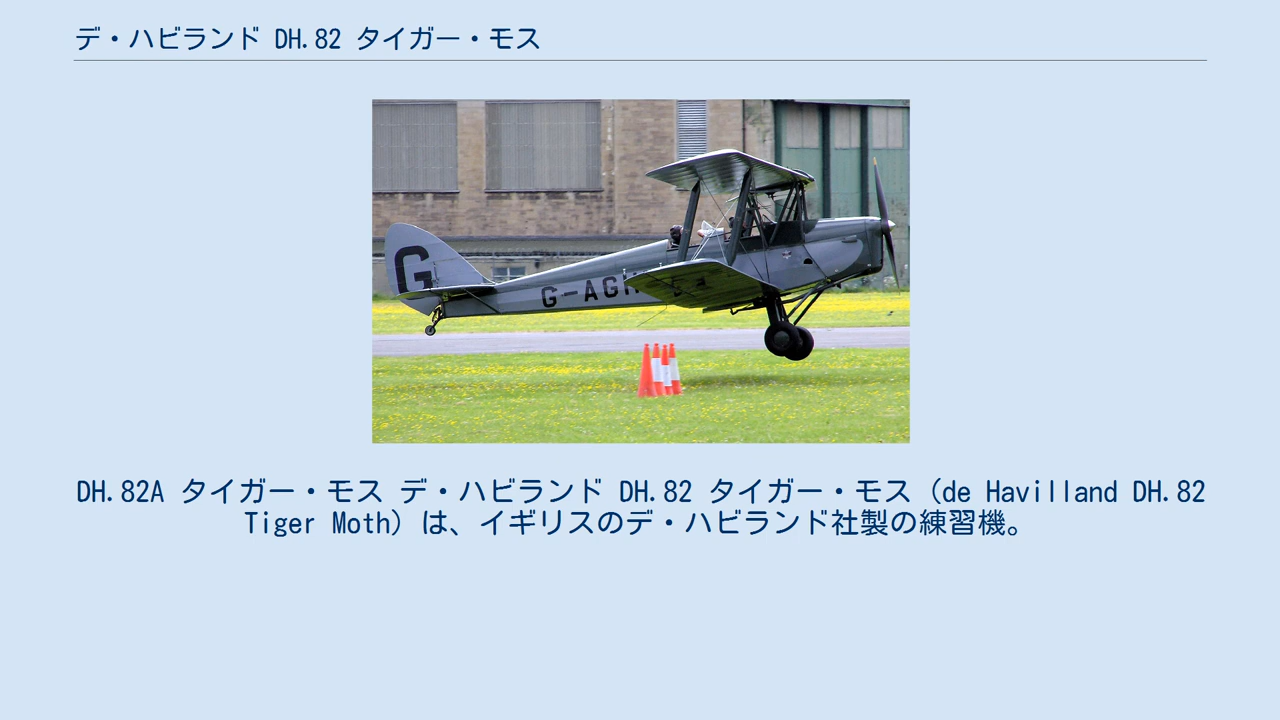 デ・ハビランド DH.82 タイガー・モス
G
DH.82A タイガー・モス デ・ハビランド DH.82 タイガー・モス（de Havilland DH.82
Tiger Moth）は、イギリスのデ・ハビランド社製の練習機。